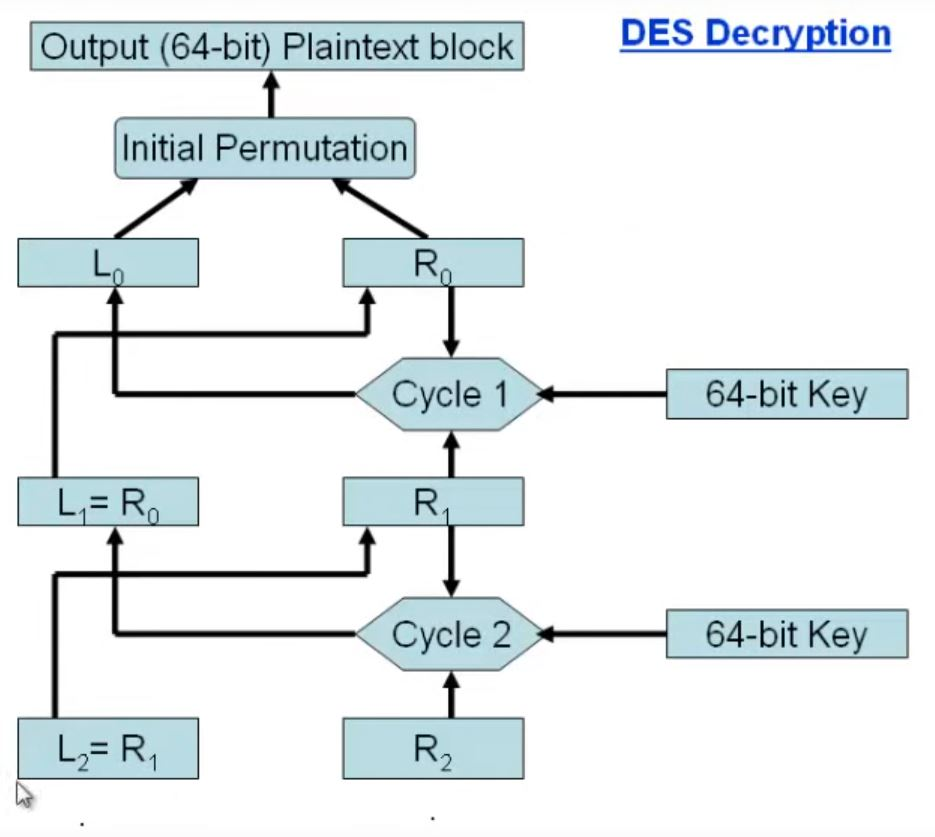 DES Decryption
Output (64-bit) Plaintext block
Initial Permutation
L₀
R₀
Cycle 1
64-bit Key
L₁= R₀
R₁
Cycle 2
64-bit Key
L₂= R₁
R₂